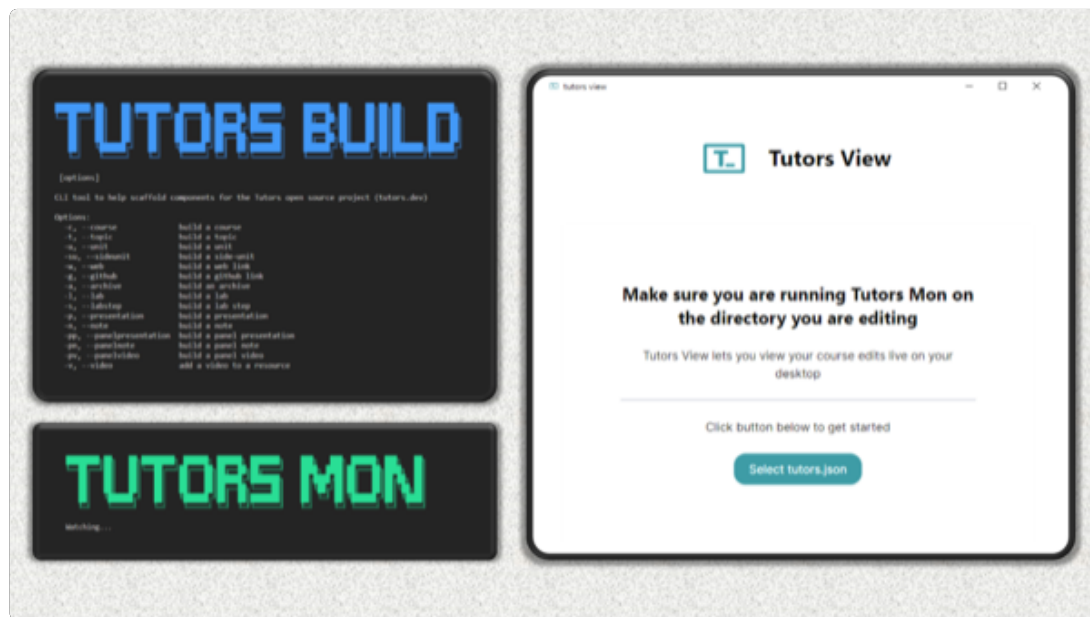 TUTORS BUILD
[options]
CLI tool to help scaffold components for the Tutors open source project (tutors.dev)
Options:
-c, --course build a course
-t, --topic build a topic
-u, --unit build a unit
-su, --sideunit build a side-unit
-w, --web build a web link
-g, --github build a github link
-a, --archive build an archive
-l, --lab build a lab
-s, --labstep build a lab step
-p, --presentation build a presentation
-n, --note build a note
-pp, --panelpresentation build a panel presentation
-pn, --panelnote build a panel note
-pv, --panelvideo build a panel video
-v, --video add a video to a resource
TUTORS MON
Watching...
tutors view
T_
Tutors View
Make sure you are running Tutors Mon on
the directory you are editing
Tutors View lets you view your course edits live on your
desktop
Click button below to get started
Select tutors.json